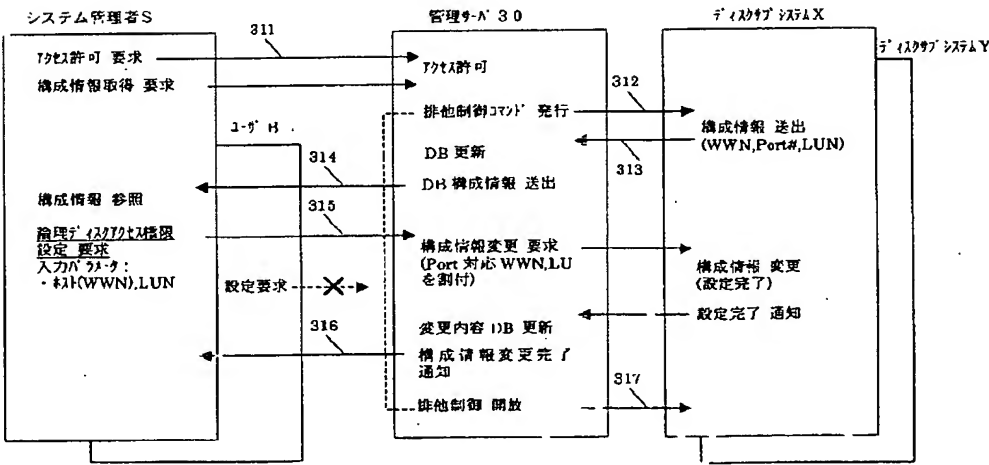 システム管理者S
管理サーバ 30
ディスクサブシステムX
ディスクサブシステムY
311
アクセス許可 要求
アクセス許可
構成情報取得 要求
312
排他制御コマンド 発行
構成情報 送出
(WWN,Port#,LUN)
ユーザ
313
DB 更新
314
DB 構成情報 送出
構成情報 参照
315
論理ディスクアクセス権限
設定 要求
入力パラメータ:
・ホスト(WWN),LUN
構成情報変更 要求
(Port 対応 WWN,LU
を割付)
構成情報 変更
(設定完了)
設定要求
設定完了 通知
316
変更内容 DB 更新
構成情報変更完了
通知
317
排他制御 開放